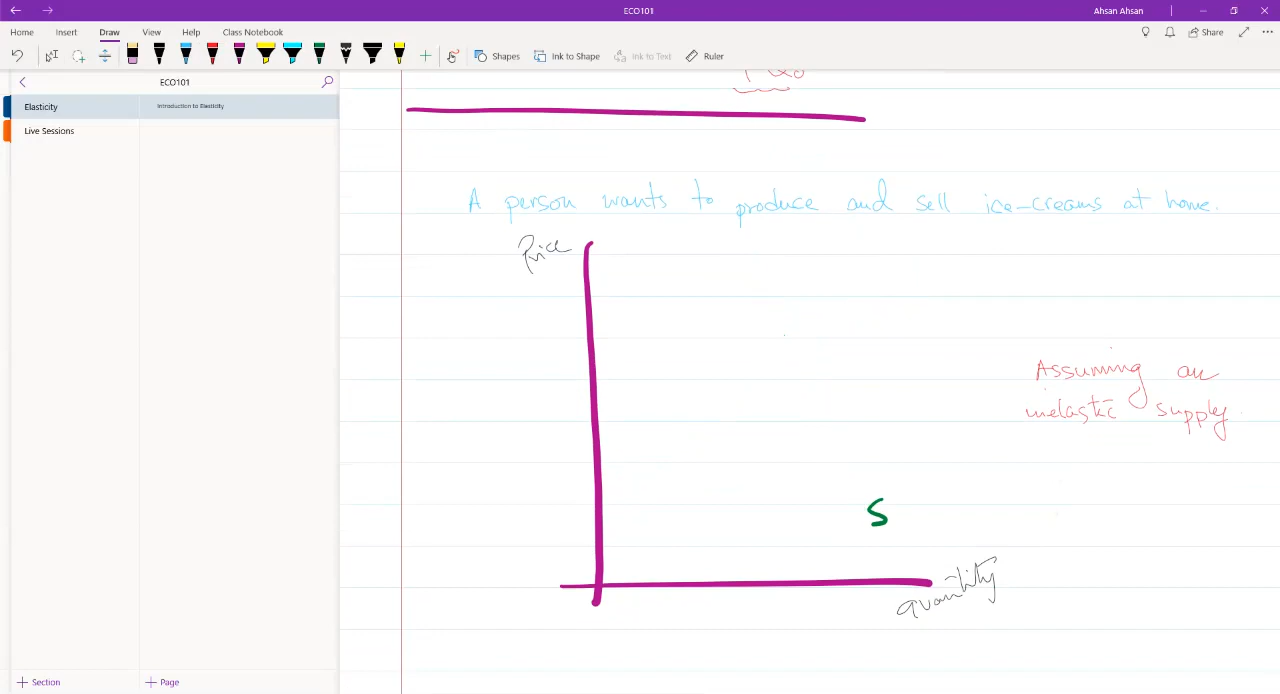 ECO101
Ahsan Ahsan
Home Insert Draw View Help Class Notebook
Share
Shapes Ink to Shape Ink to Text Ruler
ECO101
Elasticity
Introduction to Elasticity
Live Sessions
A person wants to produce and sell ice-creams at home.
Price
Assuming an
inelastic supply
S
quantity
+ Section
+ Page